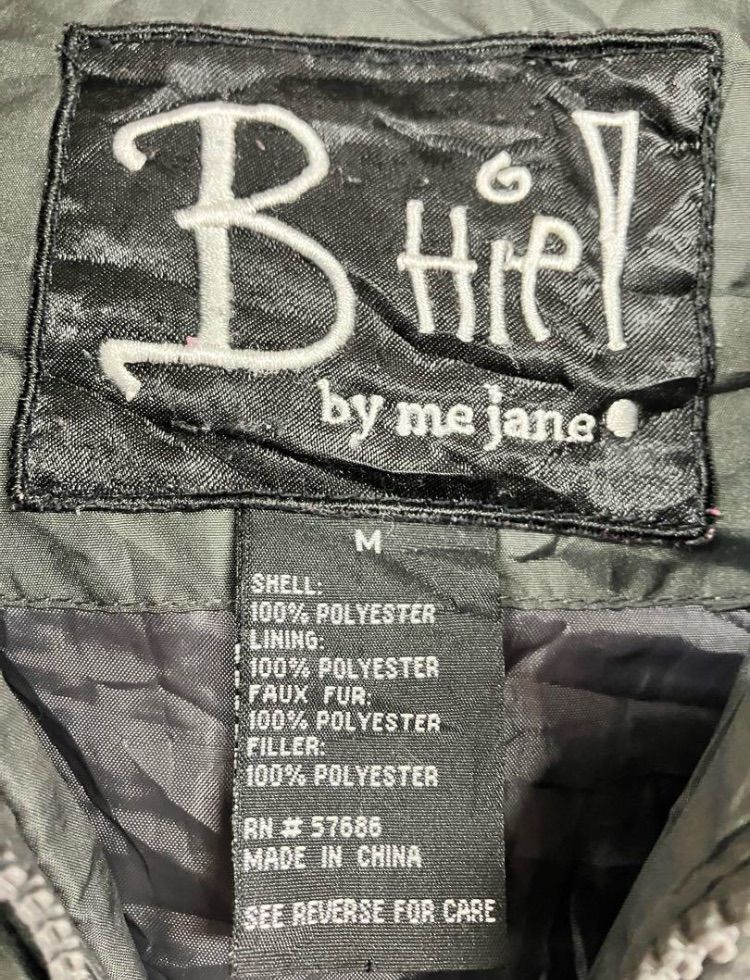 B HiP!
by me jane
M
SHELL:
100% POLYESTER
LINING:
100% POLYESTER
FAUX FUR:
100% POLYESTER
FILLER:
100% POLYESTER
RN # 57686
MADE IN CHINA
SEE REVERSE FOR CARE